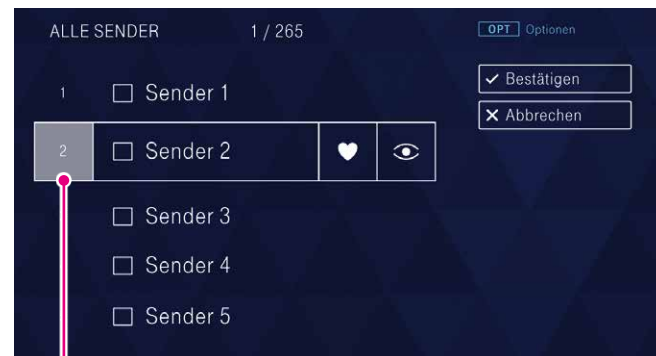 ALLE SENDER 1 / 265 OPT Optionen
1 Sender 1
✓ Bestätigen
✕ Abbrechen
2 Sender 2
Sender 3
Sender 4
Sender 5